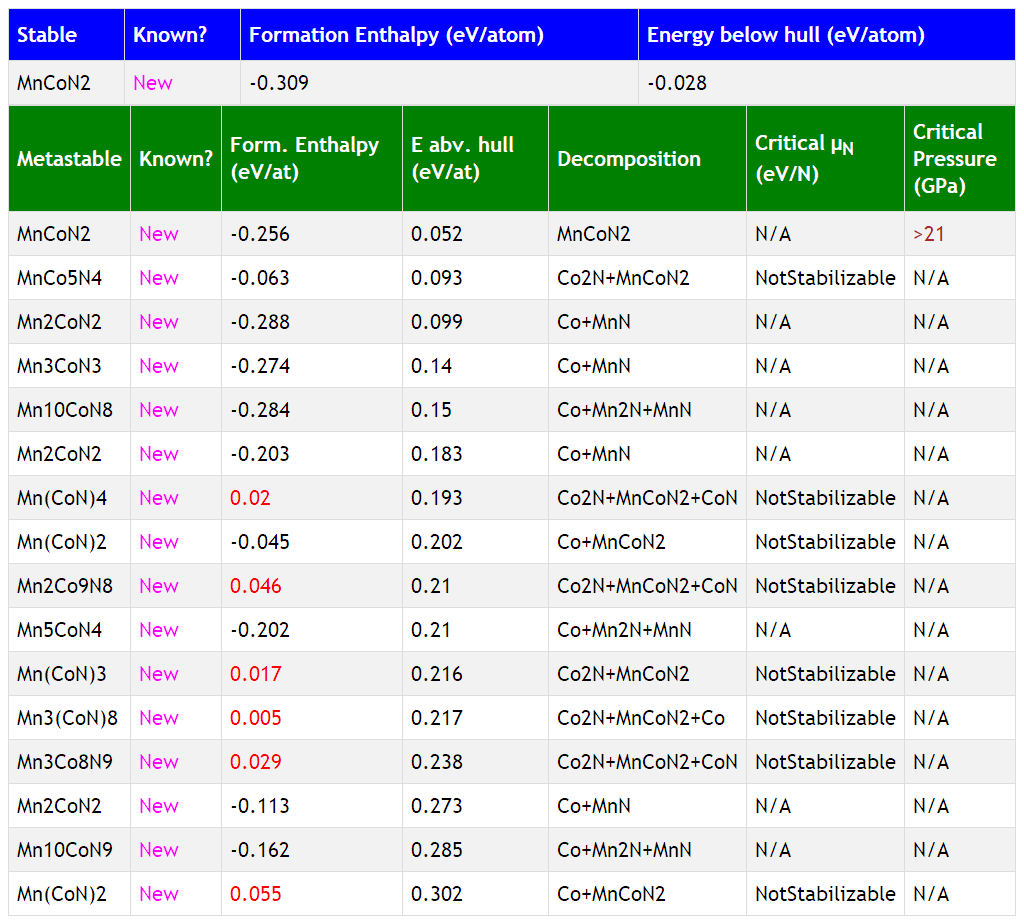 Stable Known? Formation Enthalpy (eV/atom) Energy below hull (eV/atom)
MnCoN2 New -0.309 -0.028
Metastable Known? Form. Enthalpy (eV/at) E abv. hull (eV/at) Decomposition Critical μN (eV/N) Critical Pressure (GPa)
MnCoN2 New -0.256 0.052 MnCoN2 N/A >21
MnCo5N4 New -0.063 0.093 Co2N+MnCoN2 NotStabilizable N/A
Mn2CoN2 New -0.288 0.099 Co+MnN N/A N/A
Mn3CoN3 New -0.274 0.14 Co+MnN N/A N/A
Mn10CoN8 New -0.284 0.15 Co+Mn2N+MnN N/A N/A
Mn2CoN2 New -0.203 0.183 Co+MnN N/A N/A
Mn(CoN)4 New 0.02 0.193 Co2N+MnCoN2+CoN NotStabilizable N/A
Mn(CoN)2 New -0.045 0.202 Co+MnCoN2 NotStabilizable N/A
Mn2Co9N8 New 0.046 0.21 Co2N+MnCoN2+CoN NotStabilizable N/A
Mn5CoN4 New -0.202 0.21 Co+Mn2N+MnN N/A N/A
Mn(CoN)3 New 0.017 0.216 Co2N+MnCoN2 NotStabilizable N/A
Mn3(CoN)8 New 0.005 0.217 Co2N+MnCoN2+Co NotStabilizable N/A
Mn3Co8N9 New 0.029 0.238 Co2N+MnCoN2+CoN NotStabilizable N/A
Mn2CoN2 New -0.113 0.273 Co+MnN N/A N/A
Mn10CoN9 New -0.162 0.285 Co+Mn2N+MnN N/A N/A
Mn(CoN)2 New 0.055 0.302 Co+MnCoN2 NotStabilizable N/A